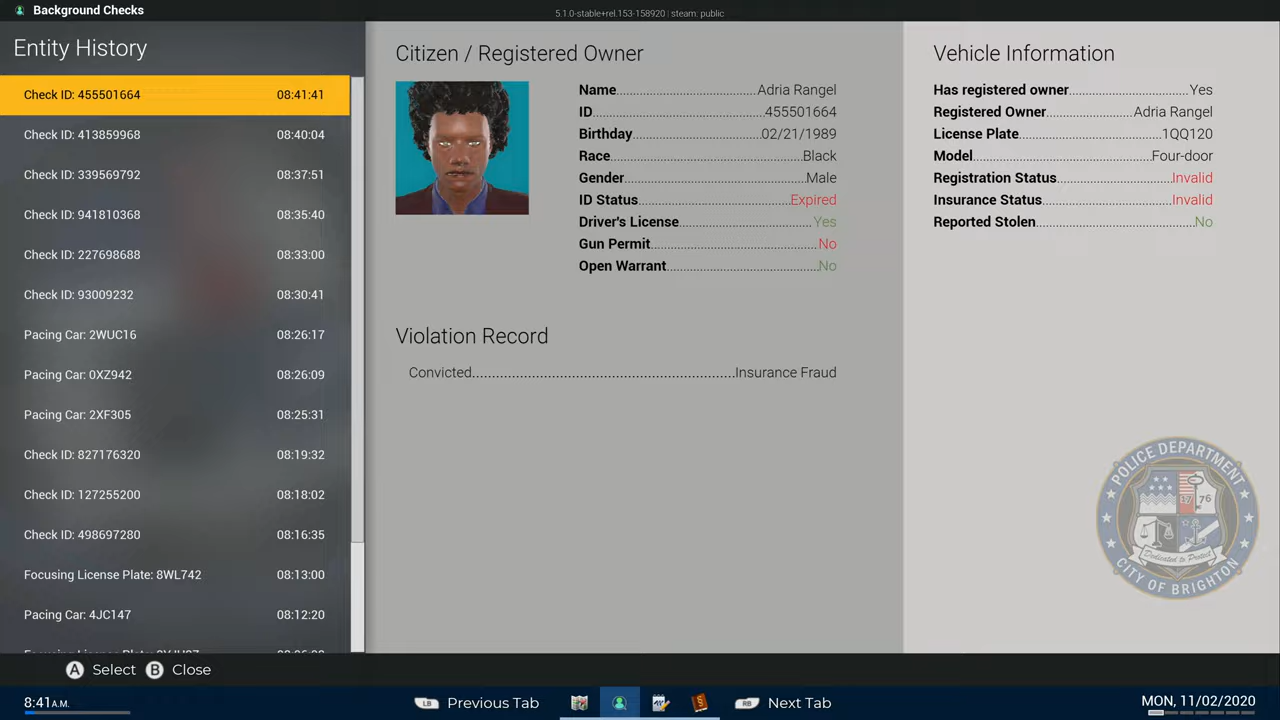 Background Checks
5.1.0-stable+rel.153-158920 | steam: public
Entity History
Check ID: 455501664 08:41:41
Check ID: 413859968 08:40:04
Check ID: 339569792 08:37:51
Check ID: 941810368 08:35:40
Check ID: 227698688 08:33:00
Check ID: 93009232 08:30:41
Pacing Car: 2WUC16 08:26:17
Pacing Car: 0XZ942 08:26:09
Pacing Car: 2XF305 08:25:31
Check ID: 827176320 08:19:32
Check ID: 127255200 08:18:02
Check ID: 498697280 08:16:35
Focusing License Plate: 8WL742 08:13:00
Pacing Car: 4JC147 08:12:20
Citizen / Registered Owner
Name Adria Rangel
ID 455501664
Birthday 02/21/1989
Race Black
Gender Male
ID Status Expired
Driver's License Yes
Gun Permit No
Open Warrant No
Violation Record
Convicted Insurance Fraud
Vehicle Information
Has registered owner Yes
Registered Owner Adria Rangel
License Plate 1QQ120
Model Four-door
Registration Status Invalid
Insurance Status Invalid
Reported Stolen No
POLICE DEPARTMENT
17 76
Dedicated to Protect
CITY OF BRIGHTON
A Select B Close
8:41 A.M.
LB Previous Tab
RB Next Tab
MON, 11/02/2020